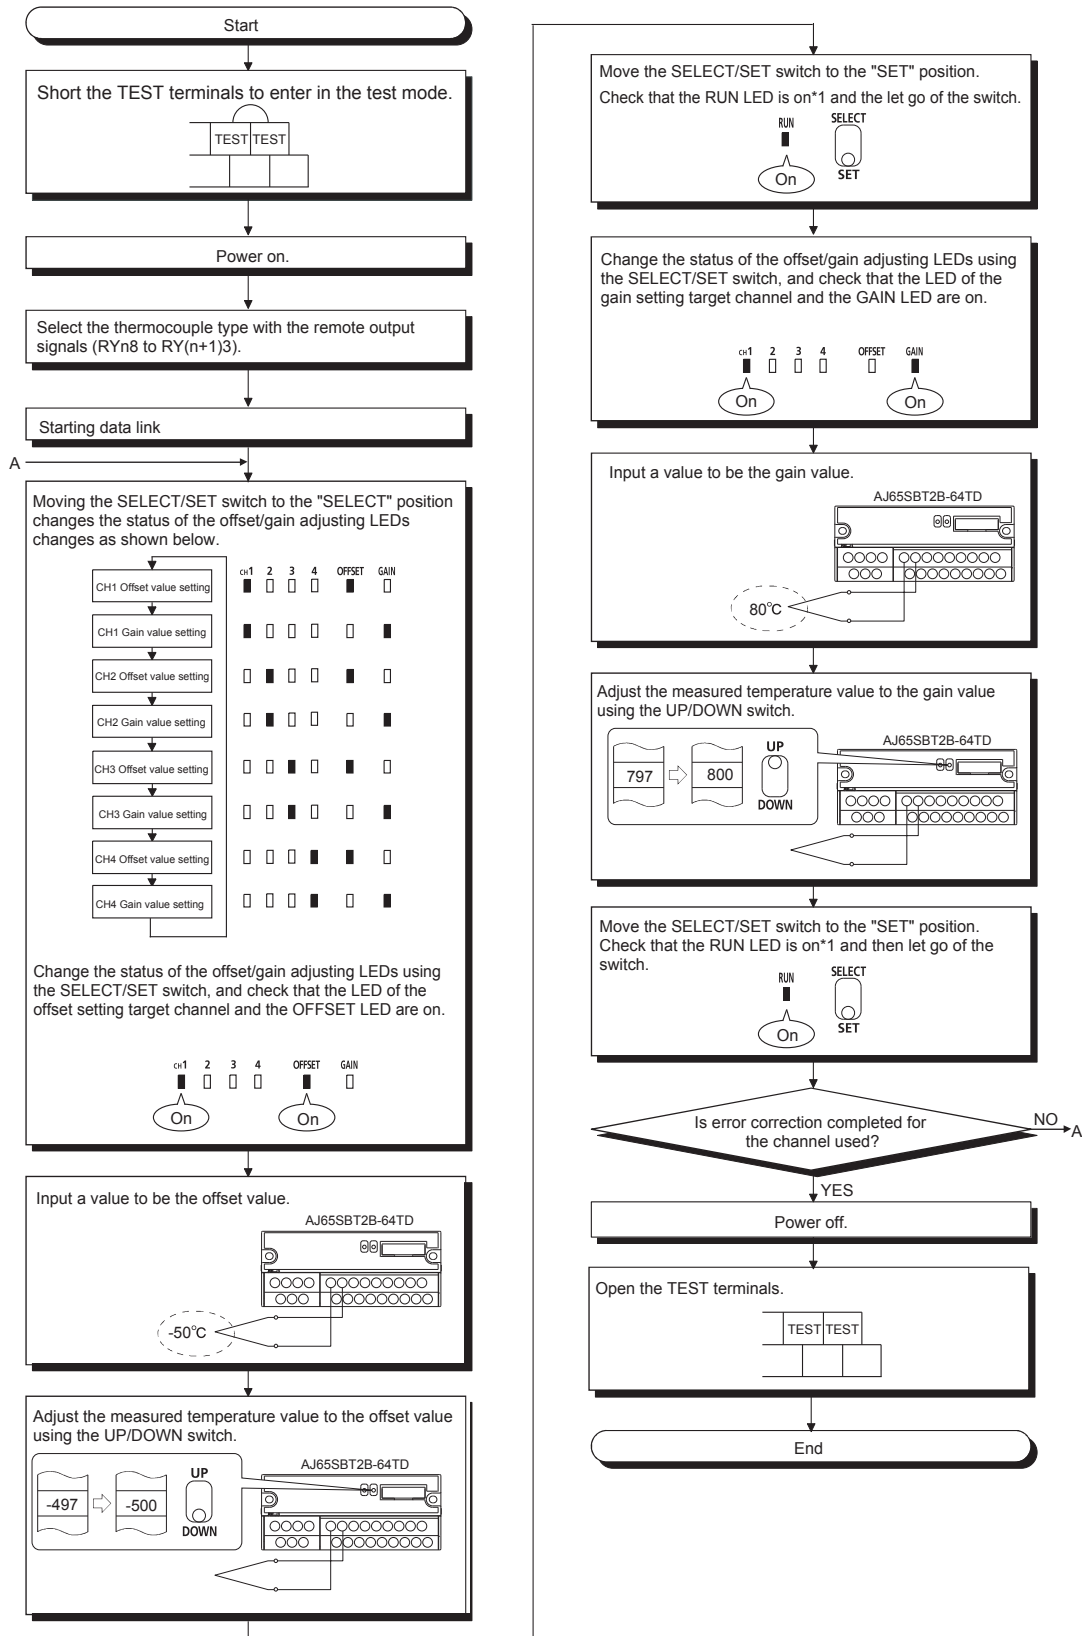 Start
Short the TEST terminals to enter in the test mode.
TEST TEST
Power on.
Select the thermocouple type with the remote output
signals (RYn8 to RY(n+1)3).
Starting data link
A
Moving the SELECT/SET switch to the "SELECT" position
changes the status of the offset/gain adjusting LEDs
changes as shown below.
CH1 2 3 4 OFFSET GAIN
CH1 Offset value setting
CH1 Gain value setting
CH2 Offset value setting
CH2 Gain value setting
CH3 Offset value setting
CH3 Gain value setting
CH4 Offset value setting
CH4 Gain value setting
Change the status of the offset/gain adjusting LEDs using
the SELECT/SET switch, and check that the LED of the
offset setting target channel and the OFFSET LED are on.
CH1 2 3 4 OFFSET GAIN
On On
Input a value to be the offset value.
AJ65SBT2B-64TD
-50°C
Adjust the measured temperature value to the offset value
using the UP/DOWN switch.
AJ65SBT2B-64TD
UP
-497 -500
DOWN
Move the SELECT/SET switch to the "SET" position.
Check that the RUN LED is on*1 and the let go of the switch.
RUN SELECT
On SET
Change the status of the offset/gain adjusting LEDs using
the SELECT/SET switch, and check that the LED of the
gain setting target channel and the GAIN LED are on.
CH1 2 3 4 OFFSET GAIN
On On
Input a value to be the gain value.
AJ65SBT2B-64TD
80°C
Adjust the measured temperature value to the gain value
using the UP/DOWN switch.
AJ65SBT2B-64TD
UP
797 800
DOWN
Move the SELECT/SET switch to the "SET" position.
Check that the RUN LED is on*1 and then let go of the
switch.
RUN SELECT
On SET
Is error correction completed for
the channel used?
NO A
YES
Power off.
Open the TEST terminals.
TEST TEST
End